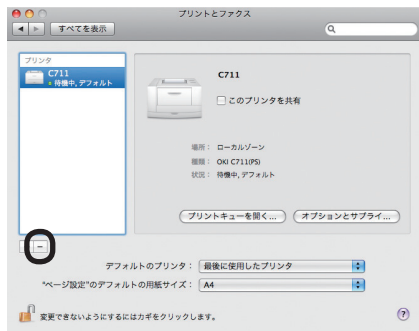 プリントとファクス
すべてを表示
プリンタ
C711
待機中, デフォルト
C711
このプリンタを共有
場所： ローカルゾーン
種類： OKI C711(PS)
状況： 待機中, デフォルト
プリントキューを開く...
オプションとサプライ...
デフォルトのプリンタ： 最後に使用したプリンタ
"ページ設定"のデフォルトの用紙サイズ： A4
変更できないようにするにはカギをクリックします。
?